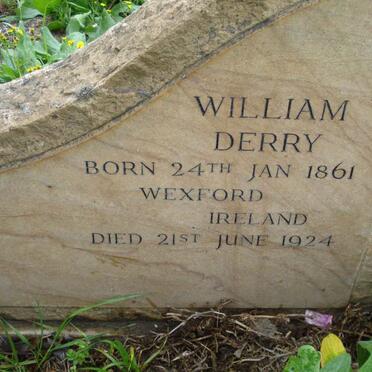 WILLIAM
DERRY
BORN 24TH JAN 1861
WEXFORD
IRELAND
DIED 21ST JUNE 1924